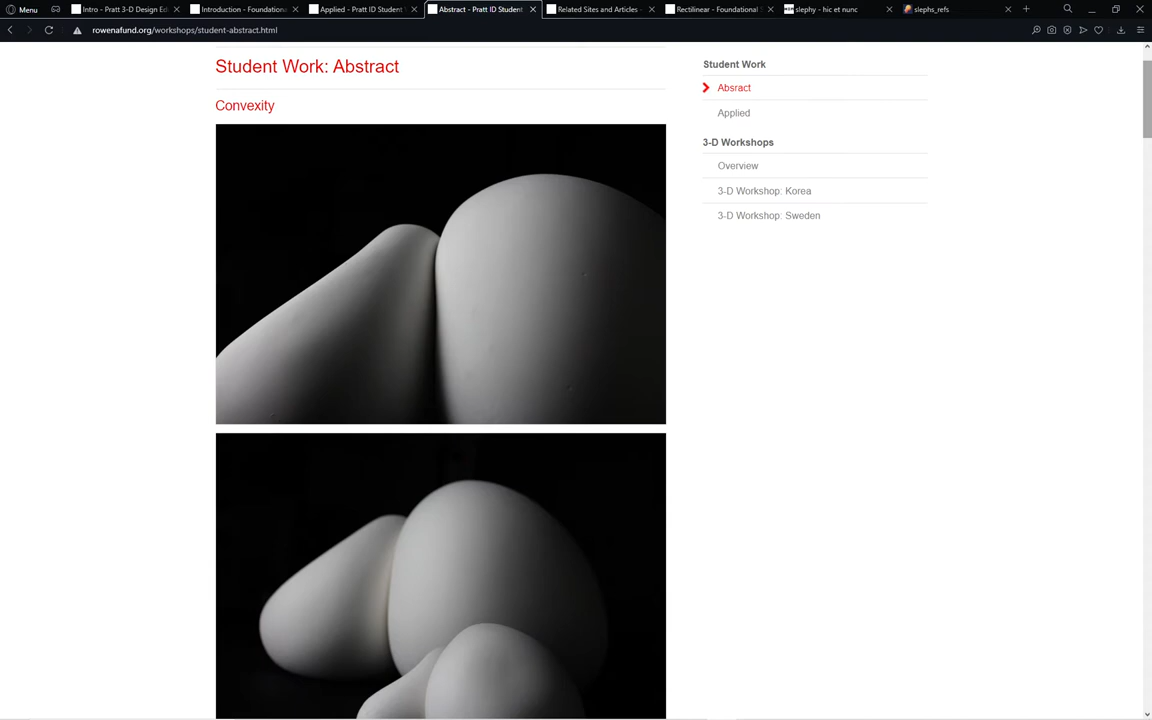 Menu
Intro - Pratt 3-D Design Ed
Introduction - Foundationa
Applied - Pratt ID Student
Abstract - Pratt ID Student
Related Sites and Articles -
Rectilinear - Foundational S
slephy - hic et nunc
slephs_refs
rowenafund.org/workshops/student-abstract.html
Student Work: Abstract
Convexity
Student Work
Absract
Applied
3-D Workshops
Overview
3-D Workshop: Korea
3-D Workshop: Sweden